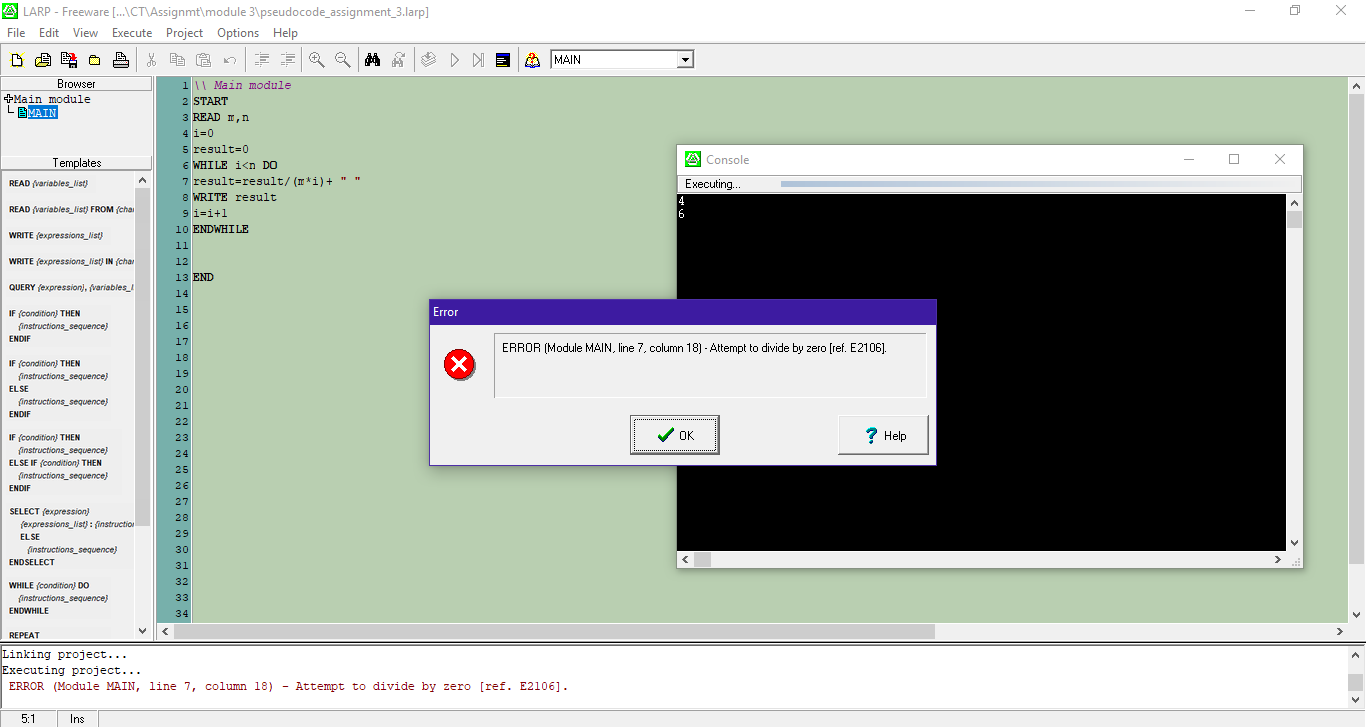 LARP - Freeware [...\CT\Assignmt\module 3\pseudocode_assignment_3.larp]
File Edit View Execute Project Options Help
MAIN
Browser
Main module
MAIN
Templates
READ {variables_list}
READ {variables_list} FROM {char
WRITE {expressions_list}
WRITE {expressions_list} IN {char
QUERY {expression}, {variables_l
IF {condition} THEN
{instructions_sequence}
ENDIF
IF {condition} THEN
{instructions_sequence}
ELSE
{instructions_sequence}
ENDIF
IF {condition} THEN
{instructions_sequence}
ELSE IF {condition} THEN
{instructions_sequence}
ENDIF
SELECT {expression}
{expressions_list} : {instruction
ELSE
{instructions_sequence}
ENDSELECT
WHILE {condition} DO
{instructions_sequence}
ENDWHILE
REPEAT
1 \\ Main module
2 START
3 READ m,n
4 i=0
5 result=0
6 WHILE i<n DO
7 result=result/(m*i)+ " "
8 WRITE result
9 i=i+1
10 ENDWHILE
11
12
13 END
14
15
16
17
18
19
20
21
22
23
24
25
26
27
28
29
30
31
32
33
34
Console
Executing...
4
6
Error
ERROR (Module MAIN, line 7, column 18) - Attempt to divide by zero [ref. E2106].
OK
? Help
Linking project...
Executing project...
ERROR (Module MAIN, line 7, column 18) - Attempt to divide by zero [ref. E2106].
5:1 Ins